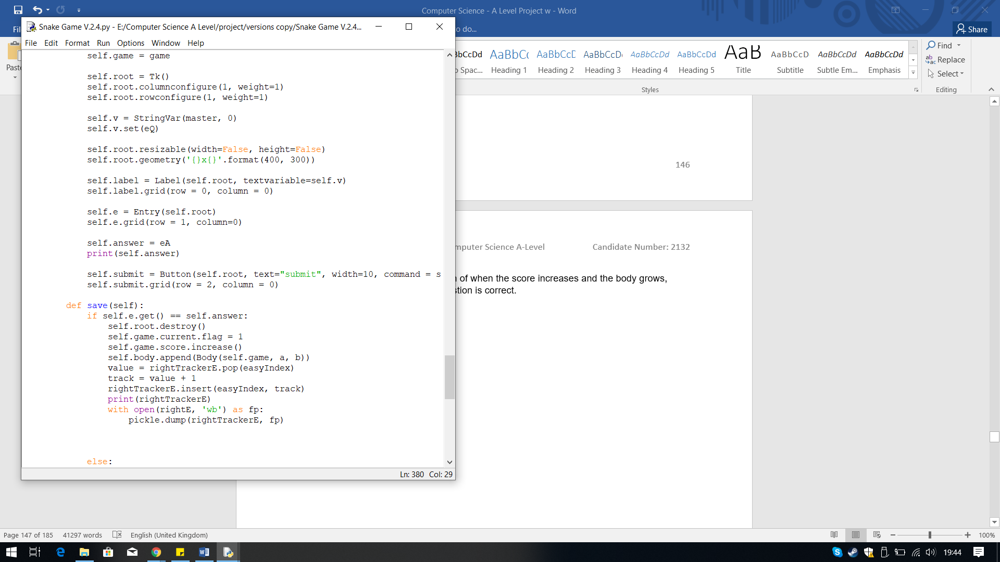 Computer Science - A Level Project w - Word
Snake Game V.2.4.py - E:/Computer Science A Level/project/versions copy/Snake Game V.2.4...
o do...
Share
File Edit Format Run Options Window Help
self.game = game
self.root = Tk()
self.root.columnconfigure(1, weight=1)
self.root.rowconfigure(1, weight=1)
self.v = StringVar(master, 0)
self.v.set(eQ)
self.root.resizable(width=False, height=False)
self.root.geometry('{}x{}'.format(400, 300))
self.label = Label(self.root, textvariable=self.v)
self.label.grid(row = 0, column = 0)
self.e = Entry(self.root)
self.e.grid(row = 1, column=0)
self.answer = eA
print(self.answer)
self.submit = Button(self.root, text="submit", width=10, command = s
self.submit.grid(row = 2, column = 0)
def save(self):
if self.e.get() == self.answer:
self.root.destroy()
self.game.current.flag = 1
self.game.score.increase()
self.body.append(Body(self.game, a, b))
value = rightTrackerE.pop(easyIndex)
track = value + 1
rightTrackerE.insert(easyIndex, track)
print(rightTrackerE)
with open(rightE, 'wb') as fp:
pickle.dump(rightTrackerE, fp)
else:
Ln: 380 Col: 29
Paste
bCcDd AaBbC AaBbCcD AaBbCcD AaBbCcDd AaBbCcDd AaB AaBbCcD AaBbCcDd AaBbCcDd
Spac... Heading 1 Heading 2 Heading 3 Heading 4 Heading 5 Title Subtitle Subtle Em... Emphasis
Styles
Find
Replace
Select
Editing
146
mputer Science A-Level Candidate Number: 2132
n of when the score increases and the body grows,
stion is correct.
Page 147 of 185 41297 words English (United Kingdom) 100%
19:44